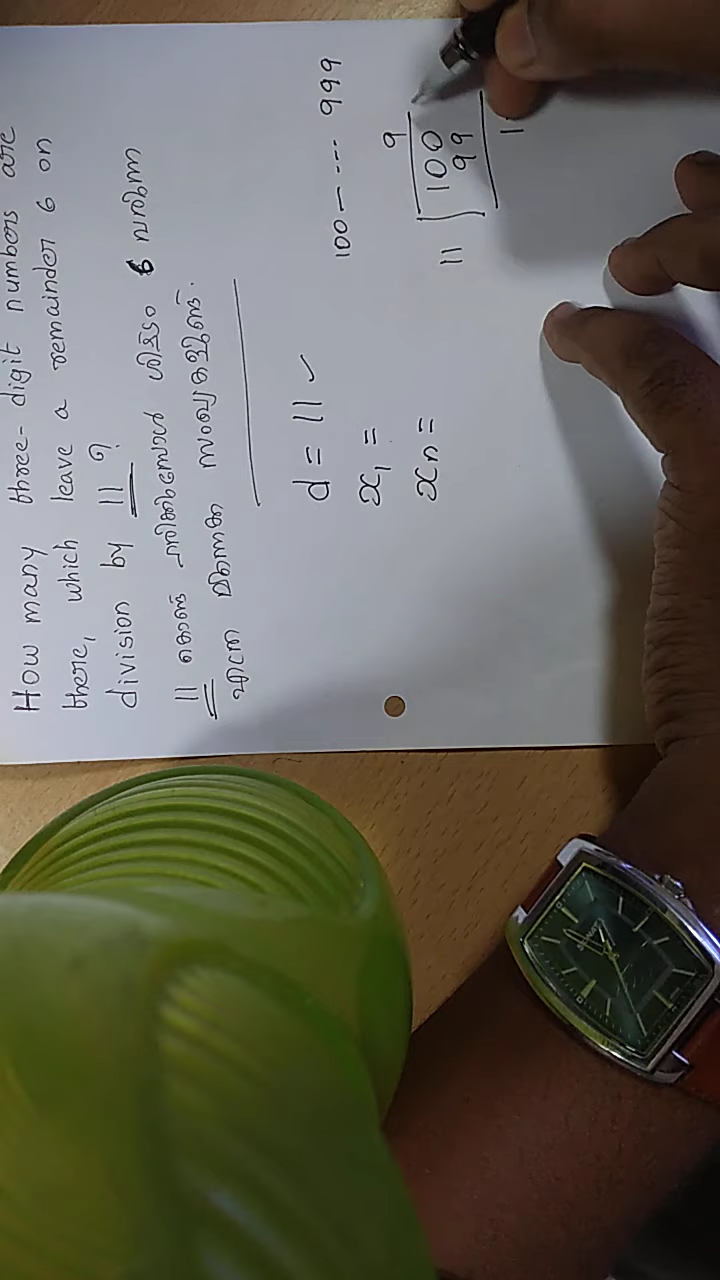 How many three-digit numbers are
there, which leave a remainder 6 on
division by 11 ?
11 കൊണ്ട് ഹരിക്കുമ്പോൾ ശിഷ്ടം 6 വരുന്ന
എത്ര മൂന്നക്ക സംഖ്യകളുണ്ട്.
100 — --- 999
d = 11 ✓
x₁ =
xn =
9
11 100
99
1